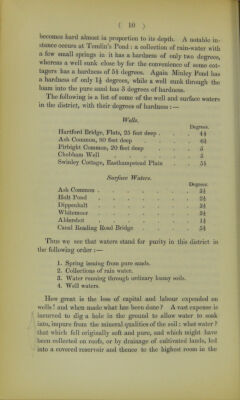 ( 10 )
becomes hard almost in proportion to its depth. A notable in-
stance occurs at Tomlin's Pond: a collection of rain-water with
a few small springs in it has a hardness of only two degrees,
whereas a well sunk close by for the convenience of some cot-
tagers has a hardness of 5½ degrees. Again Minley Pond has
a hardness of only 1½ degrees, while a well sunk through the
loam into the pure sand has 5 degrees of hardness.
The following is a list of some of the well and surface waters
in the district, with their degrees of hardness:—
Wells.
Degrees.
Hartford Bridge, Flats, 25 feet deep . . . 4½
Ash Common, 80 feet deep . . . . 6½
Pirbight Common, 20 feet deep . . . . 5
Chobham Well . . . . . . 5
Swinley Cottage, Easthampstead Plain . . . 5½
Surface Waters.
Degrees.
Ash Common . . . . . . . 3½
Holt Pond . . . . . . . 2½
Dippenhall . . . . . . . 3½
Whitemoor . . . . . . . 3½
Aldershot . . . . . . . 1½
Canal Reading Road Bridge . . . . 5½
Thus we see that waters stand for purity in this district in
the following order:—
1. Spring issuing from pure sands.
2. Collections of rain water.
3. Water running through ordinary loamy soils.
4. Well waters.
How great is the loss of capital and labour expended on
wells! and when made what has been done? A vast expense is
incurred to dig a hole in the ground to allow water to soak
into, impure from the mineral qualities of the soil: what water?
that which fell originally soft and pure, and which might have
been collected on roofs, or by drainage of cultivated lands, led
into a covered reservoir and thence to the highest room in the